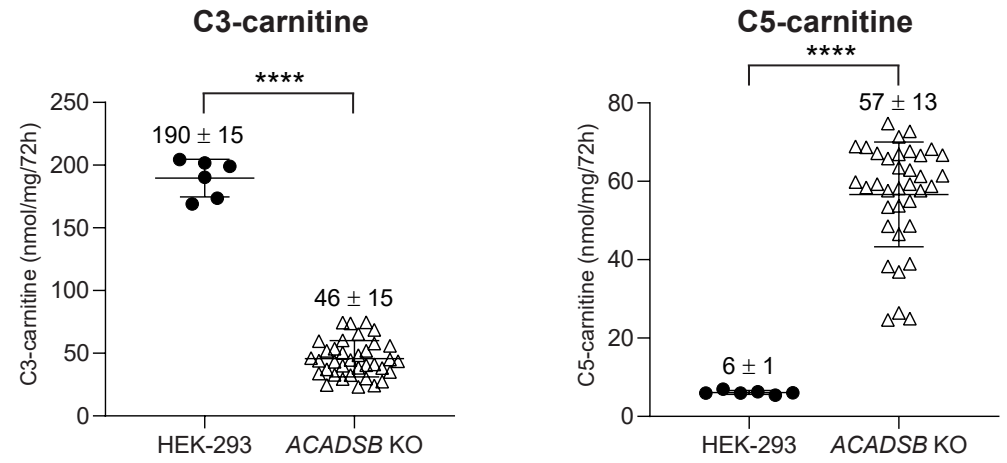 C3-carnitine
****
C3-carnitine (nmol/mg/72h)
250
200
150
100
50
0
190 ± 15
46 ± 15
HEK-293
ACADSB KO
C5-carnitine
****
C5-carnitine (nmol/mg/72h)
80
60
40
20
0
57 ± 13
6 ± 1
HEK-293
ACADSB KO